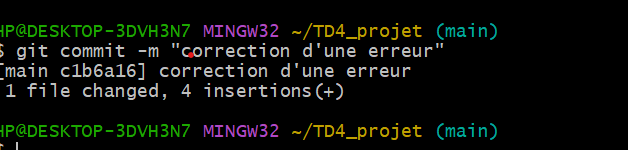 HP@DESKTOP-3DVH3N7 MINGW32 ~/TD4_projet (main)
$ git commit -m "correction d'une erreur"
[main c1b6a16] correction d'une erreur
1 file changed, 4 insertions(+)
HP@DESKTOP-3DVH3N7 MINGW32 ~/TD4_projet (main)
$